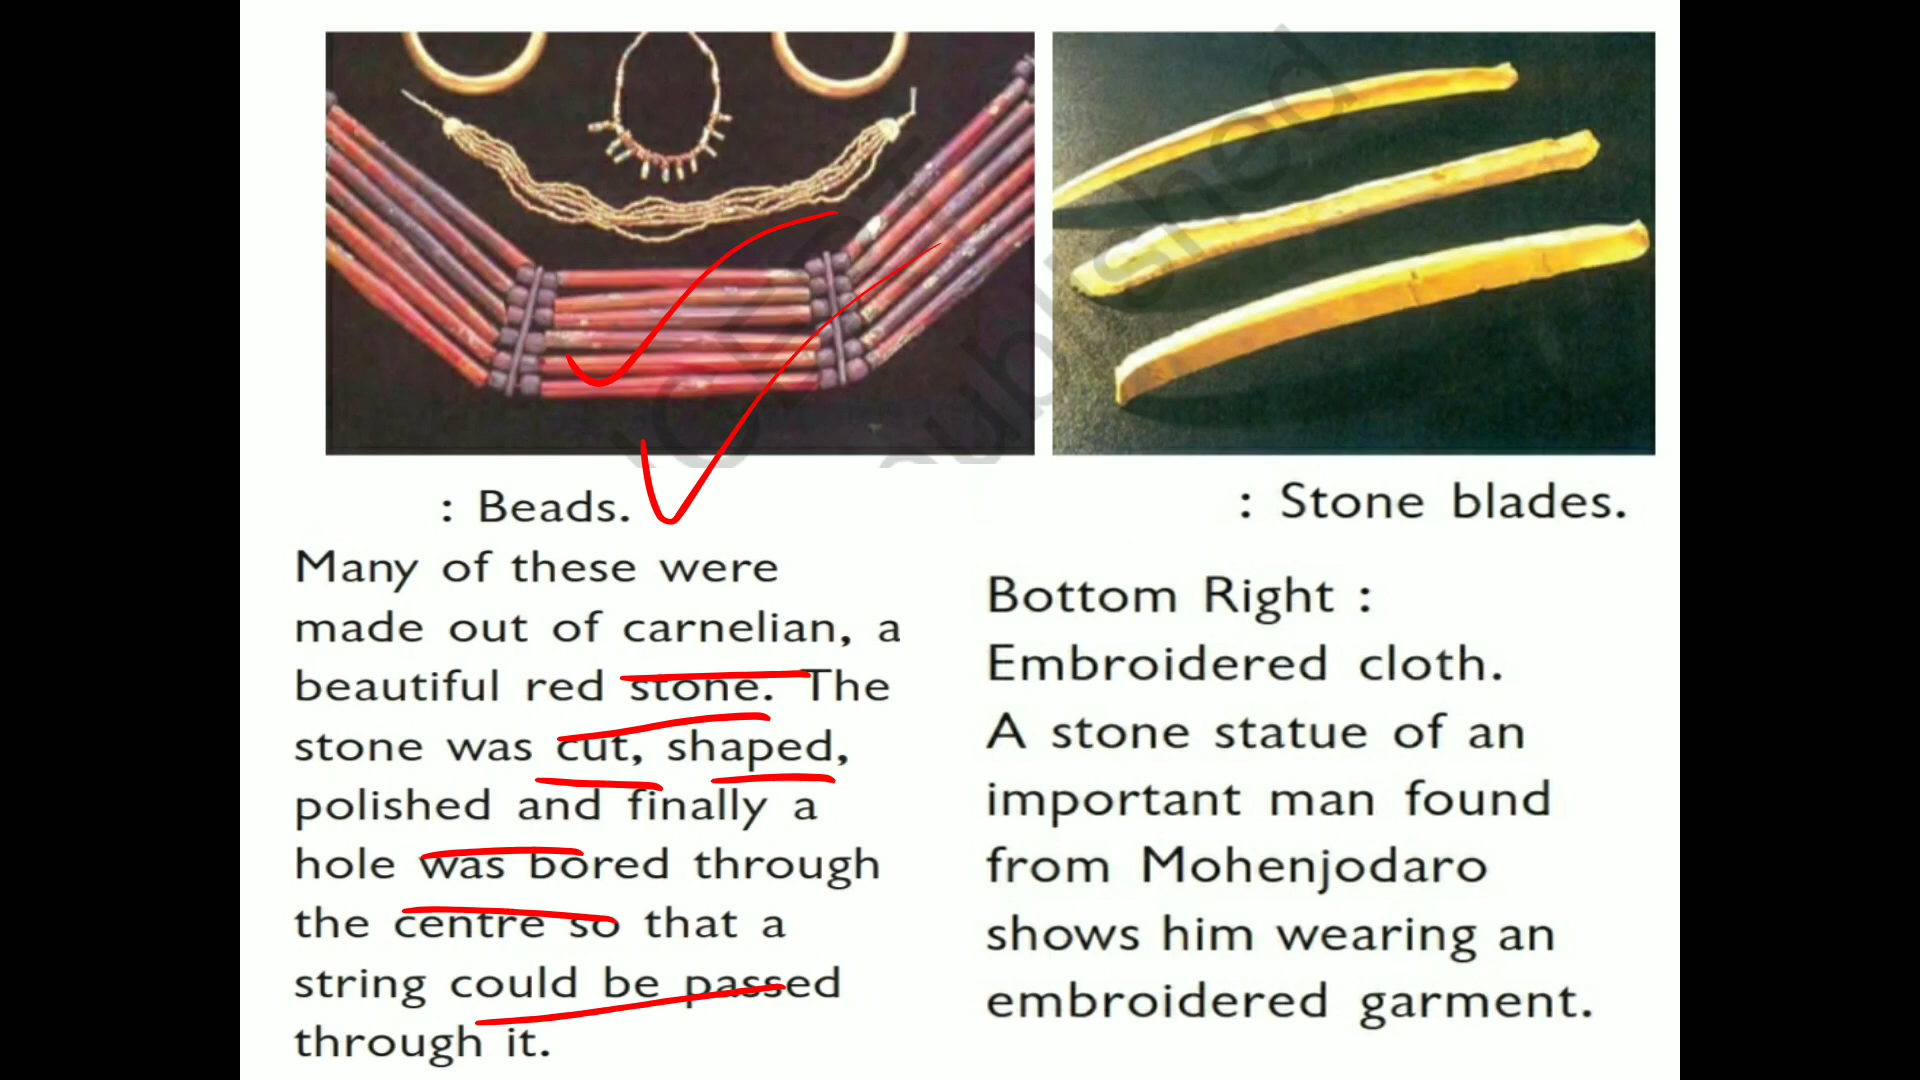 : Beads.
Many of these were
made out of carnelian, a
beautiful red stone. The
stone was cut, shaped,
polished and finally a
hole was bored through
the centre so that a
string could be passed
through it.
: Stone blades.
Bottom Right :
Embroidered cloth.
A stone statue of an
important man found
from Mohenjodaro
shows him wearing an
embroidered garment.